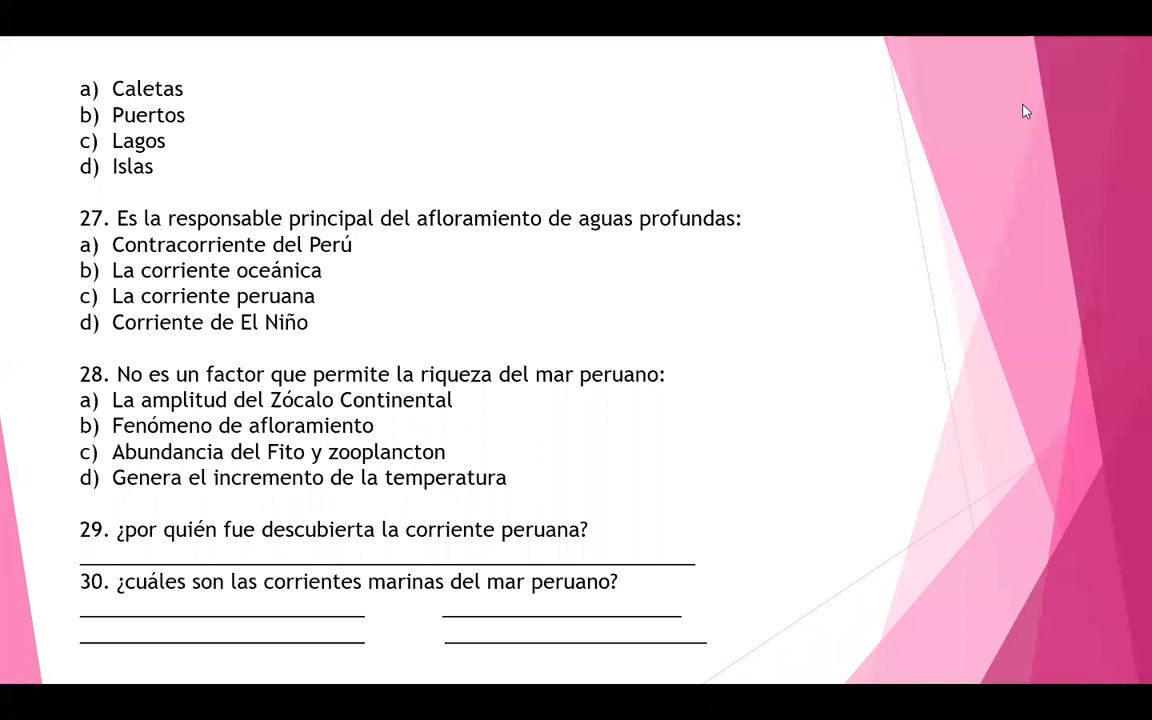 a) Caletas
b) Puertos
c) Lagos
d) Islas
27. Es la responsable principal del afloramiento de aguas profundas:
a) Contracorriente del Perú
b) La corriente oceánica
c) La corriente peruana
d) Corriente de El Niño
28. No es un factor que permite la riqueza del mar peruano:
a) La amplitud del Zócalo Continental
b) Fenómeno de afloramiento
c) Abundancia del Fito y zooplancton
d) Genera el incremento de la temperatura
29. ¿por quién fue descubierta la corriente peruana?
30. ¿cuáles son las corrientes marinas del mar peruano?